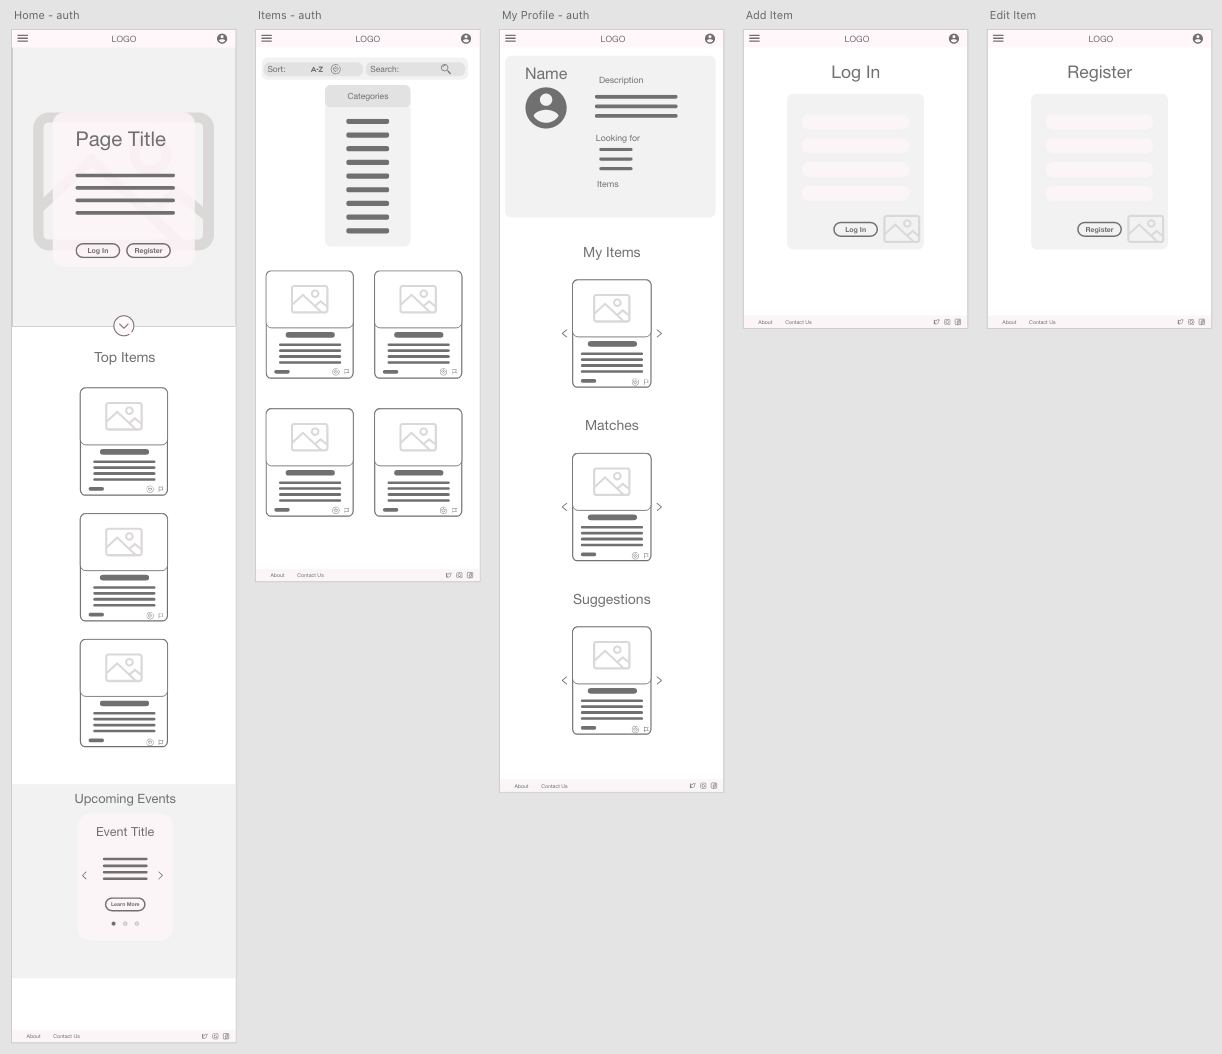 Home - auth
LOGO
Page Title
Log In
Register
Top Items
Upcoming Events
Event Title
Learn More
About
Contact Us
Items - auth
LOGO
Sort:
A-Z
Search:
Categories
About
Contact Us
My Profile - auth
LOGO
Name
Description
Looking for
Items
My Items
Matches
Suggestions
About
Contact Us
Add Item
LOGO
Log In
Log In
About
Contact Us
Edit Item
LOGO
Register
Register
About
Contact Us